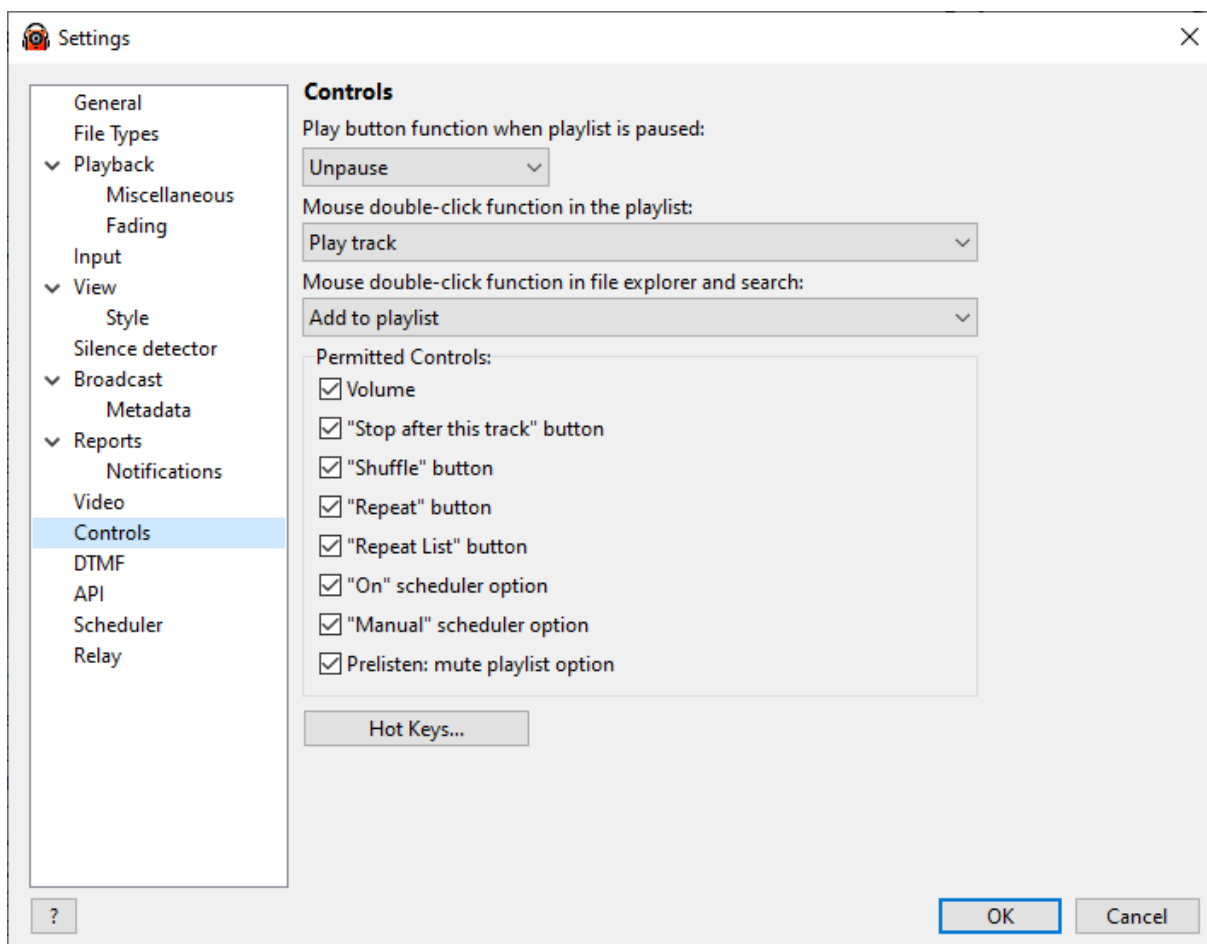 Settings
General
File Types
Playback
Miscellaneous
Fading
Input
View
Style
Silence detector
Broadcast
Metadata
Reports
Notifications
Video
Controls
DTMF
API
Scheduler
Relay
Controls
Play button function when playlist is paused:
Unpause
Mouse double-click function in the playlist:
Play track
Mouse double-click function in file explorer and search:
Add to playlist
Permitted Controls:
Volume
"Stop after this track" button
"Shuffle" button
"Repeat" button
"Repeat List" button
"On" scheduler option
"Manual" scheduler option
Prelisten: mute playlist option
Hot Keys...
?
OK
Cancel